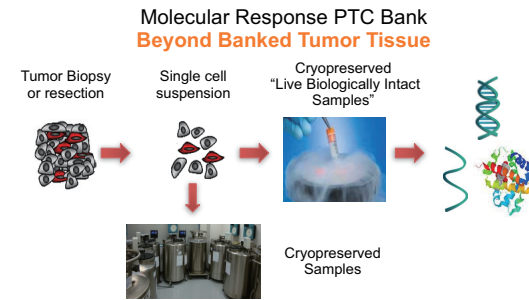 Molecular Response PTC Bank
Beyond Banked Tumor Tissue
Tumor Biopsy
or resection
Single cell
suspension
Cryopreserved
“Live Biologically Intact
Samples”
Cryopreserved
Samples